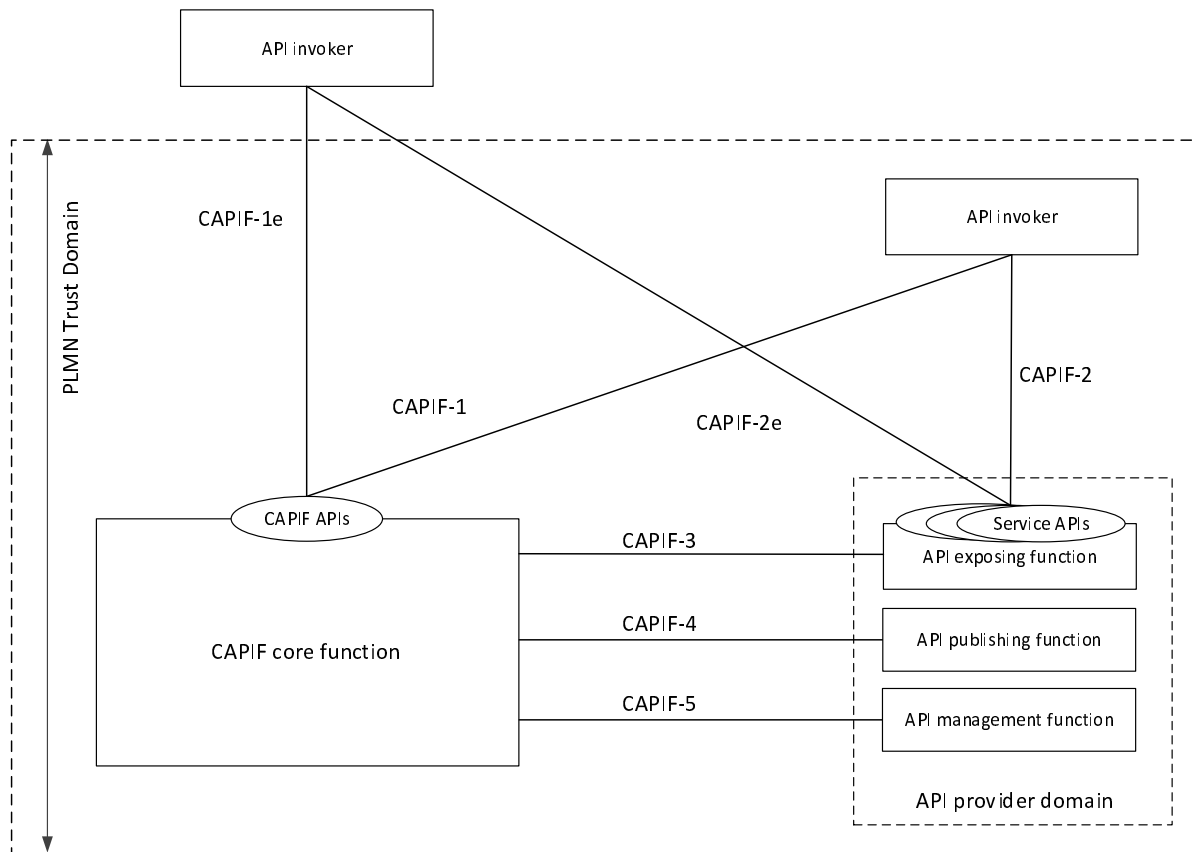 API invoker
CAPIF-1e
API invoker
PLMN Trust Domain
CAPIF-2
CAPIF-1
CAPIF-2e
CAPIF APIs
Service APIs
CAPIF-3
API exposing function
CAPIF-4
API publishing function
CAPIF core function
CAPIF-5
API management function
API provider domain